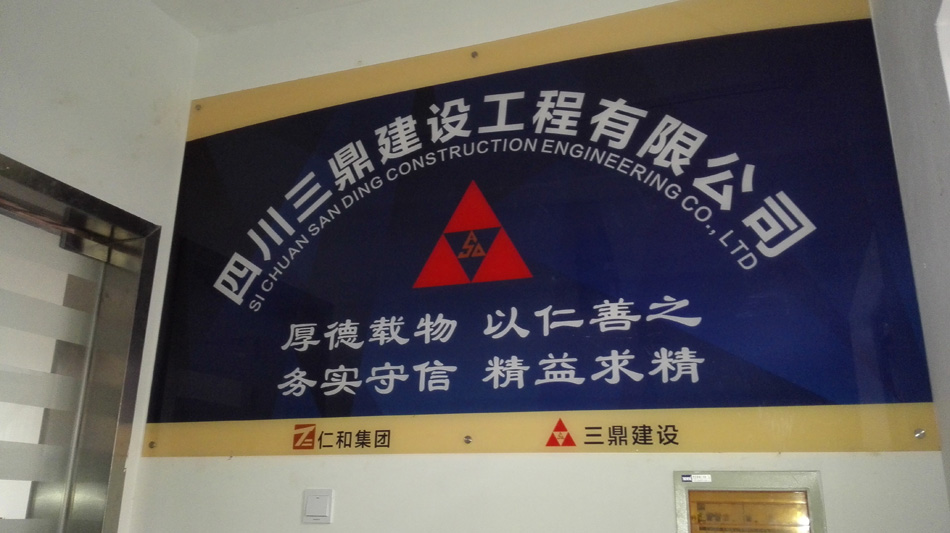 四川三鼎建设工程有限公司
SI CHUAN SAN DING CONSTRUCTION ENGINEERING CO., LTD
厚德载物 以仁善之
务实守信 精益求精
仁和集团 三鼎建设